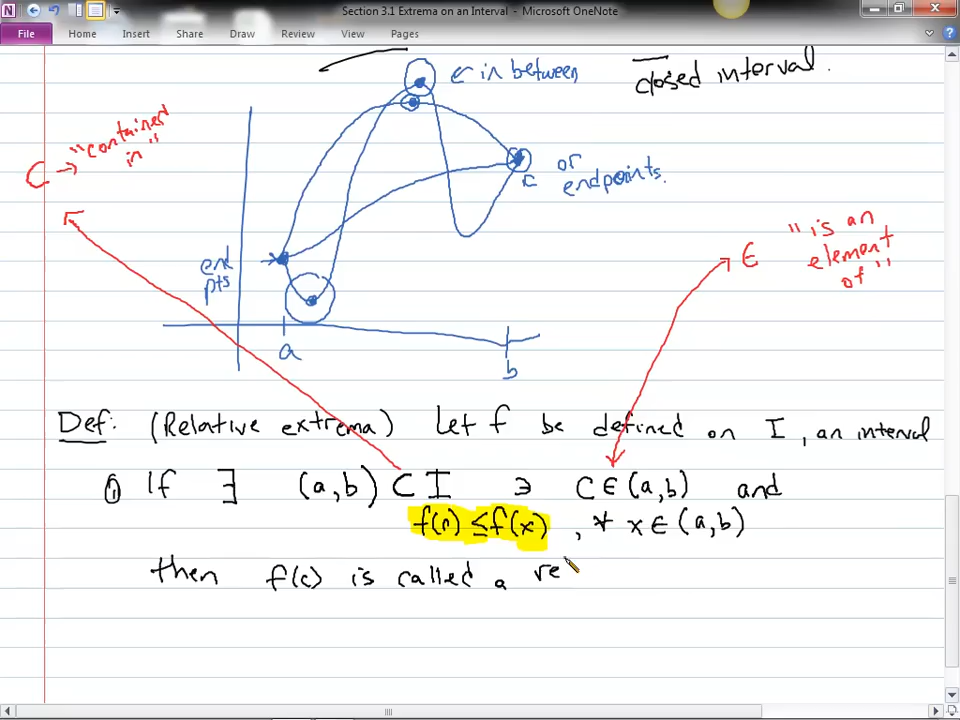 Section 3.1 Extrema on an Interval - Microsoft OneNote
File Home Insert Share Draw Review View Pages
in between
closed interval.
⊂ → "contained
in"
or
endpoints.
∈ "is an
element
of"
end
pts
a
b
Def: (Relative extrema) Let f be defined on I, an interval
① If ∃ (a,b) ⊂ I ∋ c ∈ (a,b) and
f(c) ≤ f(x), ∀ x ∈ (a,b)
then f(c) is called a re